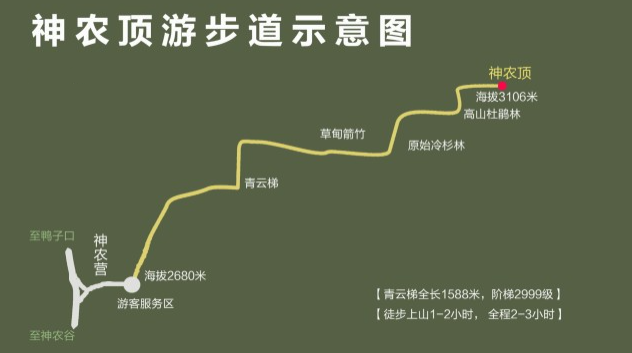 神农顶游步道示意图
神农顶
海拔3106米
高山杜鹃林
草甸箭竹
原始冷杉林
青云梯
至鸭子口
神农营
海拔2680米
游客服务区
至神农谷
【青云梯全长1588米，阶梯2999级】
【徒步上山1-2小时，全程2-3小时】